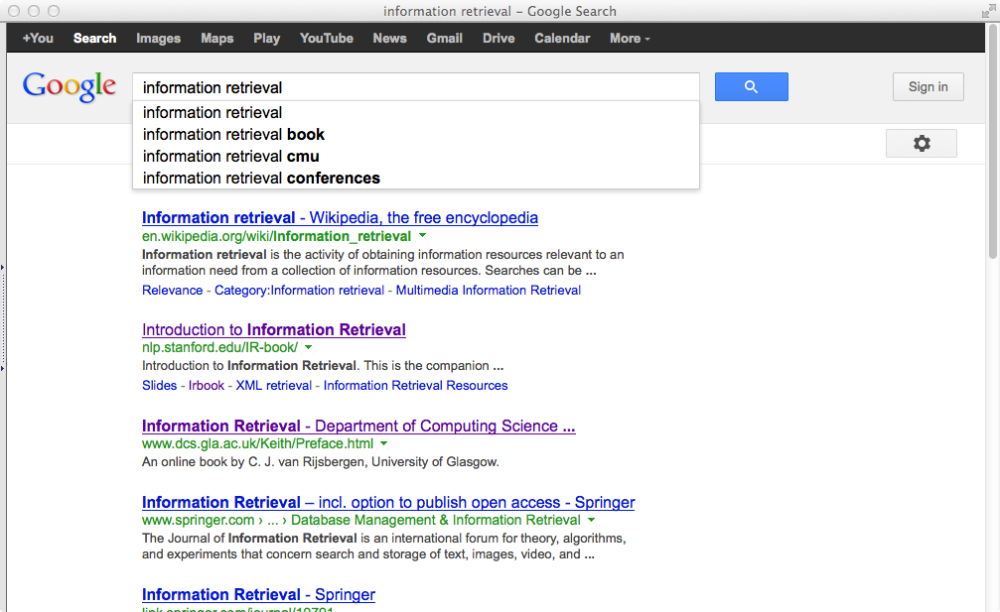 information retrieval – Google Search
+You Search Images Maps Play YouTube News Gmail Drive Calendar More
Google information retrieval Sign in
information retrieval
information retrieval book
information retrieval cmu
information retrieval conferences
Information retrieval - Wikipedia, the free encyclopedia
en.wikipedia.org/wiki/Information_retrieval
Information retrieval is the activity of obtaining information resources relevant to an
information need from a collection of information resources. Searches can be ...
Relevance - Category:Information retrieval - Multimedia Information Retrieval
Introduction to Information Retrieval
nlp.stanford.edu/IR-book/
Introduction to Information Retrieval. This is the companion ...
Slides - Irbook - XML retrieval - Information Retrieval Resources
Information Retrieval - Department of Computing Science ...
www.dcs.gla.ac.uk/Keith/Preface.html
An online book by C. J. van Rijsbergen, University of Glasgow.
Information Retrieval – incl. option to publish open access - Springer
www.springer.com › ... › Database Management & Information Retrieval
The Journal of Information Retrieval is an international forum for theory, algorithms,
and experiments that concern search and storage of text, images, video, and ...
Information Retrieval - Springer
link.springer.com/journal/10791